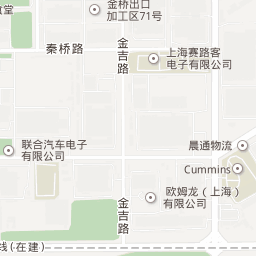 金桥出口
加工区71号
堂
秦桥路
金吉路
上海赛路客
电子有限公司
联合汽车电子
有限公司
晨通物流
Cummins
欧姆龙（上海）
有限公司
金吉路
线(在建)